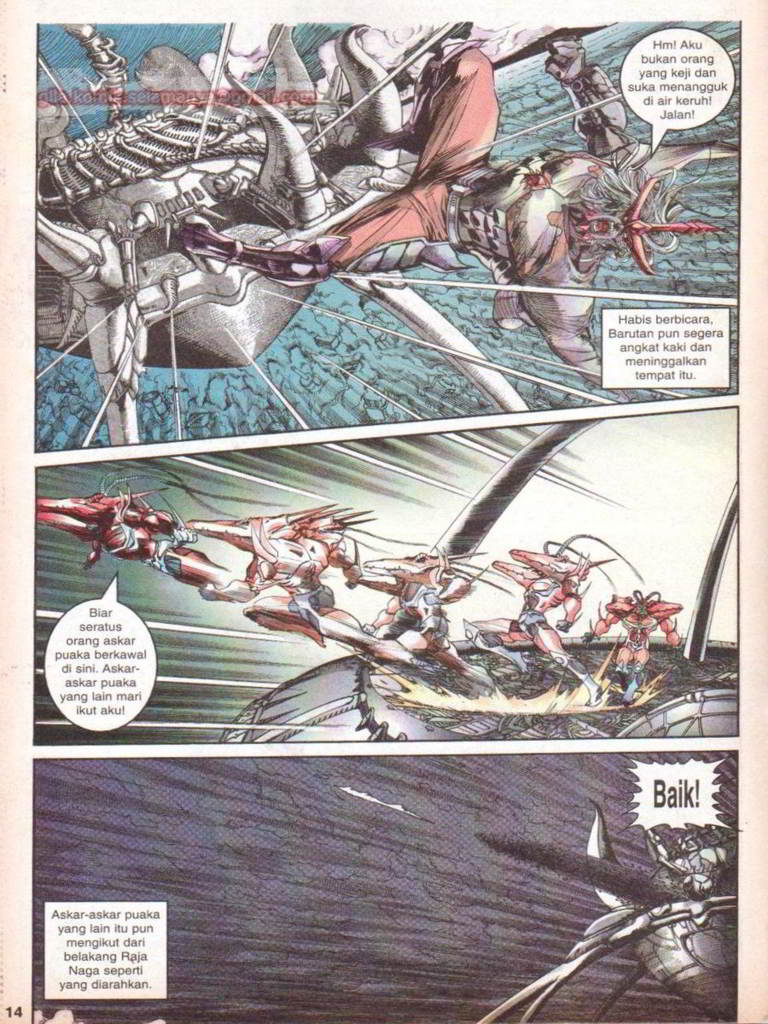 Hm! Aku
bukan orang
yang keji dan
suka menangguk
di air keruh!
Jalan!
Habis berbicara,
Barutan pun segera
angkat kaki dan
meninggalkan
tempat itu.
Biar
seratus
orang askar
puaka berkawal
di sini. Askar-
askar puaka
yang lain mari
ikut aku!
Baik!
Askar-askar puaka
yang lain itu pun
mengikut dari
belakang Raja
Naga seperti
yang diarahkan.
14